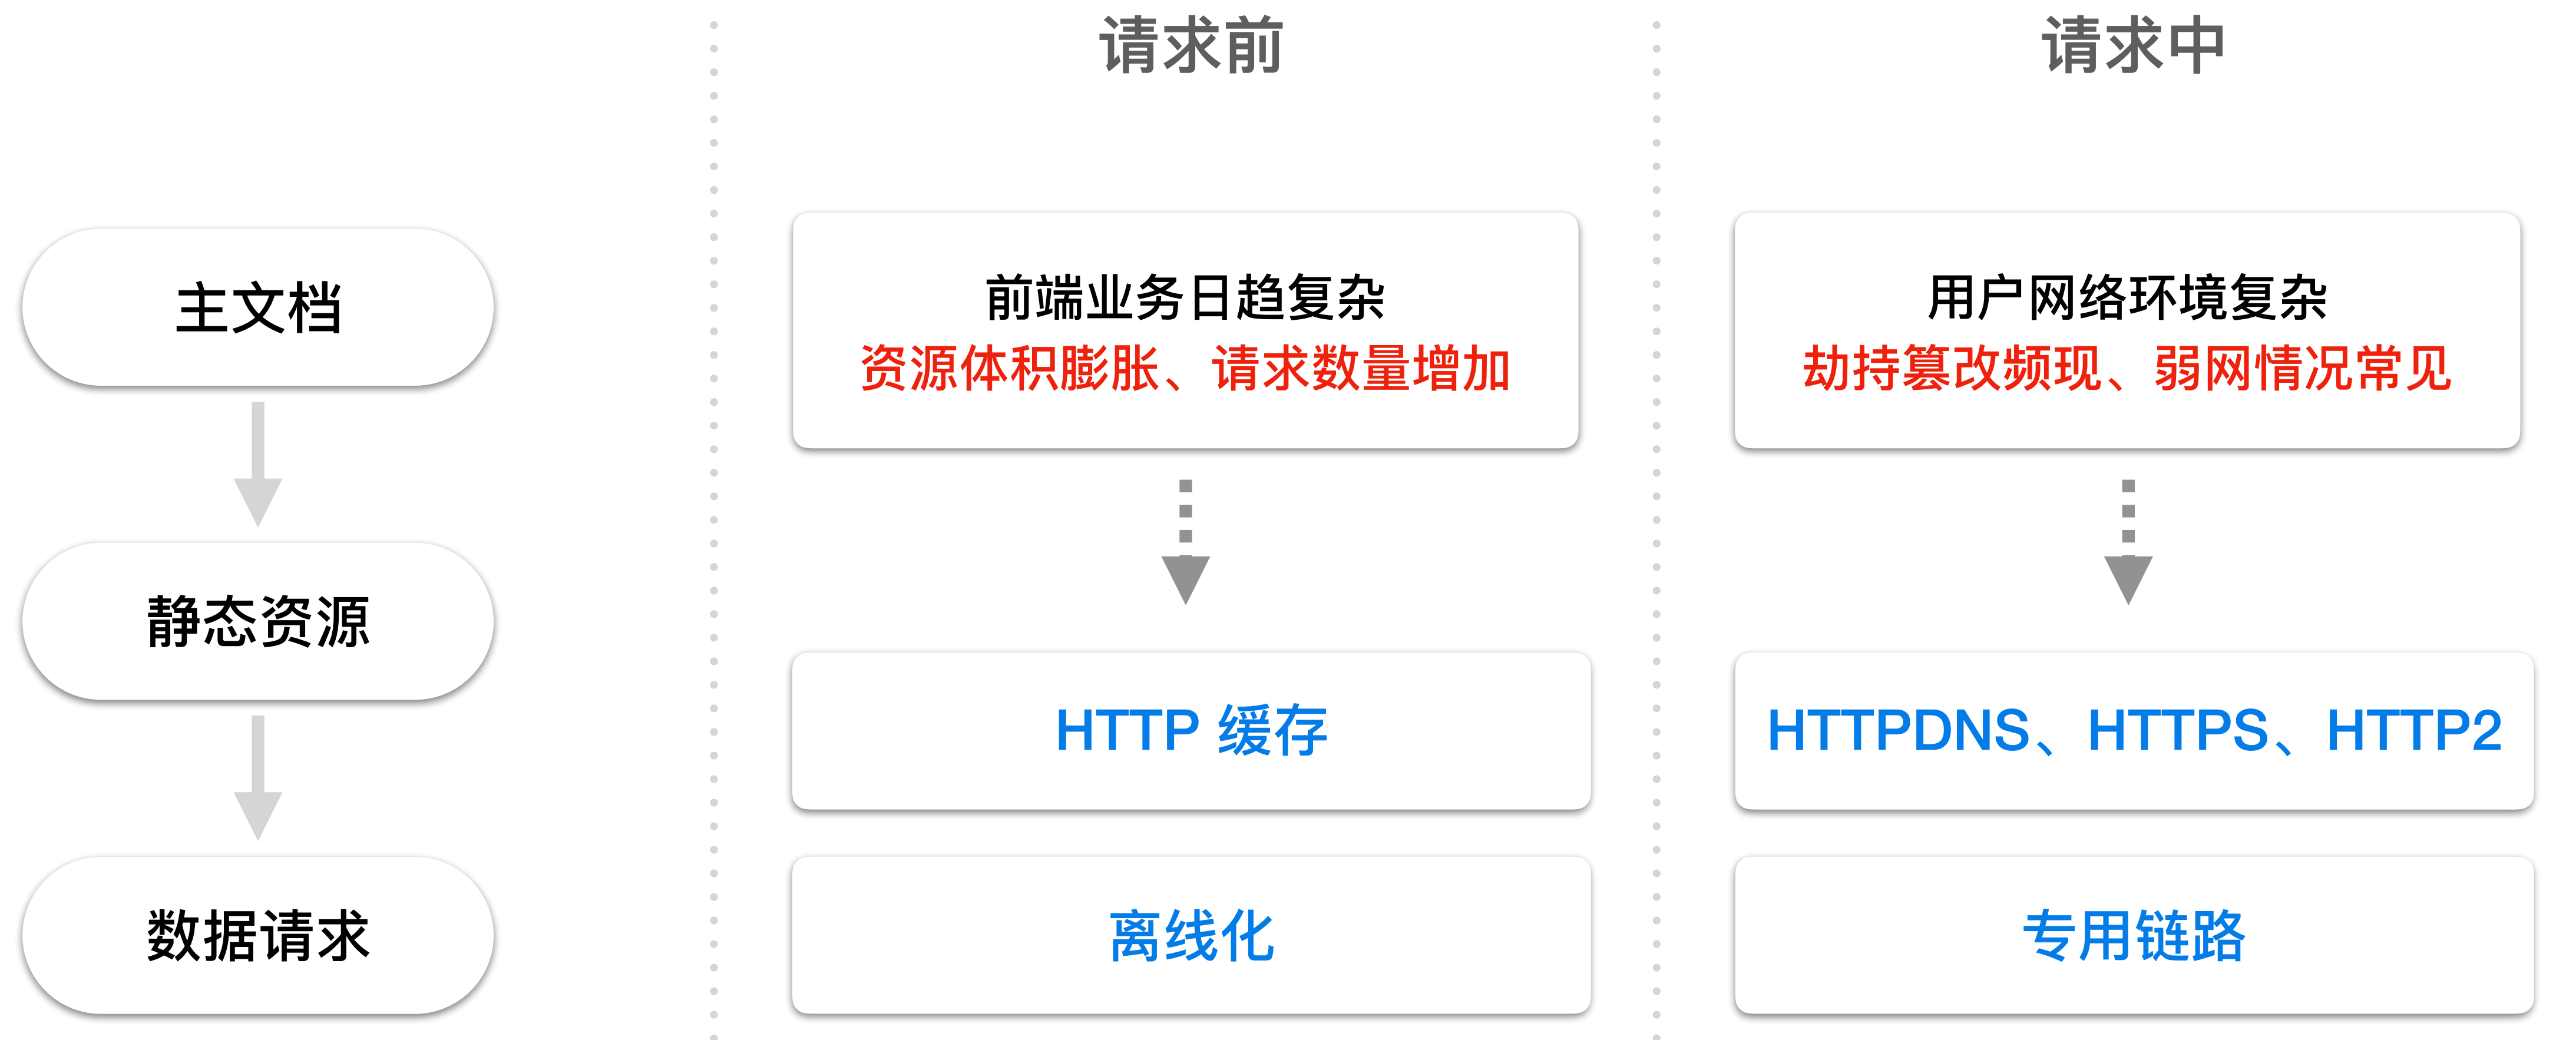 请求前
请求中
主文档
静态资源
数据请求
前端业务日趋复杂
资源体积膨胀、请求数量增加
HTTP 缓存
离线化
用户网络环境复杂
劫持篡改频现、弱网情况常见
HTTPDNS、HTTPS、HTTP2
专用链路